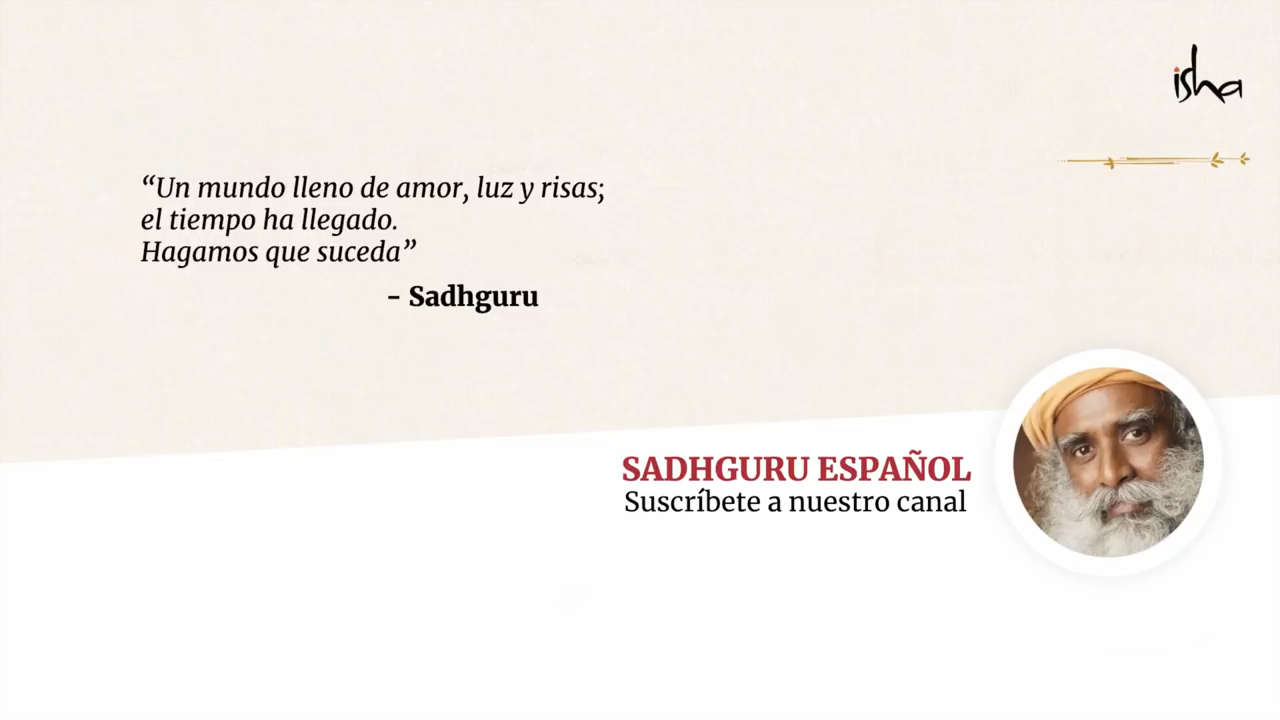 isha
“Un mundo lleno de amor, luz y risas;
el tiempo ha llegado.
Hagamos que suceda”
- Sadhguru
SADHGURU ESPAÑOL
Suscríbete a nuestro canal